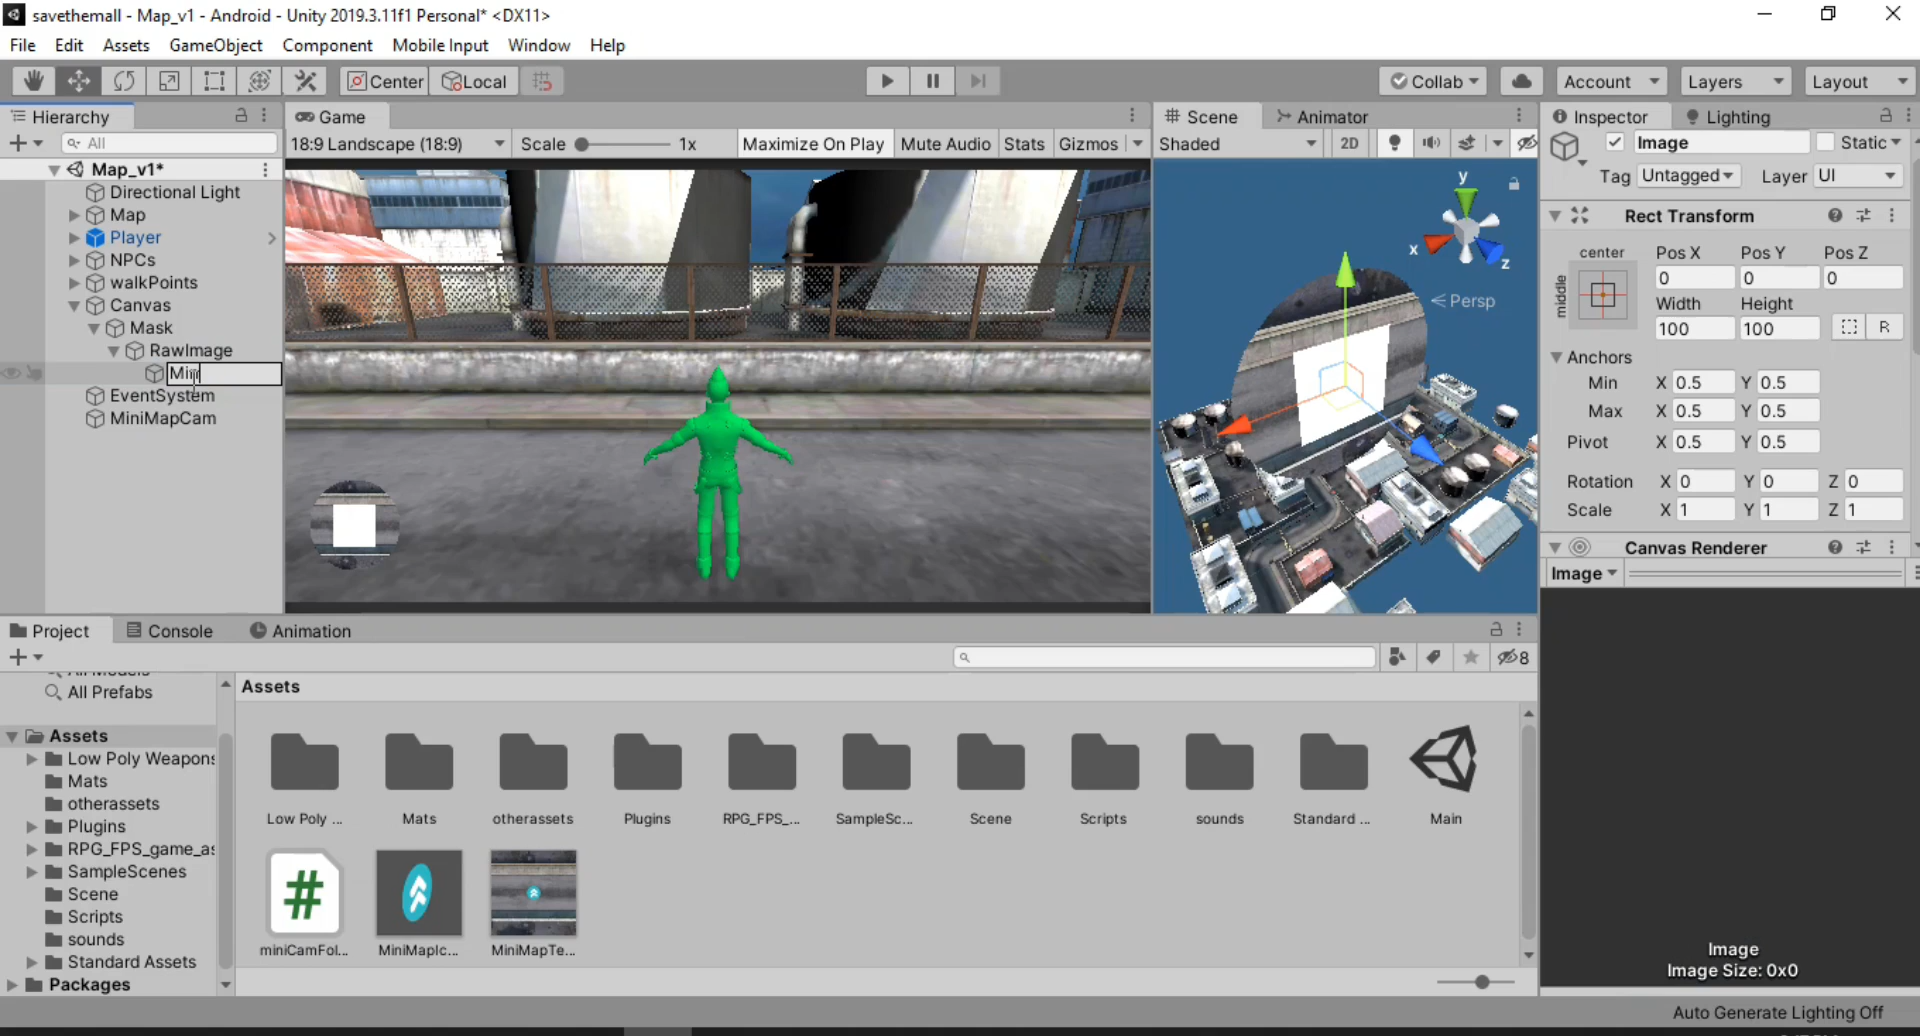 savethemall - Map_v1 - Android - Unity 2019.3.11f1 Personal* <DX11>
File Edit Assets GameObject Component Mobile Input Window Help
Center Local Collab Account Layers Layout
Hierarchy
All
Map_v1*
Directional Light
Map
Player
NPCs
walkPoints
Canvas
Mask
RawImage
EventSystem
MiniMapCam
Game
18:9 Landscape (18:9) Scale 1x Maximize On Play Mute Audio Stats Gizmos
Scene Animator
Shaded 2D
y
x
z
Persp
Inspector Lighting
Image Static
Tag Untagged Layer UI
Rect Transform
center Pos X Pos Y Pos Z
middle
0 0 0
Width Height
100 100 R
Anchors
Min X 0.5 Y 0.5
Max X 0.5 Y 0.5
Pivot X 0.5 Y 0.5
Rotation X 0 Y 0 Z 0
Scale X 1 Y 1 Z 1
Canvas Renderer
Image
Image
Image Size: 0x0
Project Console Animation
8
All Prefabs
Assets
Low Poly Weapons
Mats
otherassets
Plugins
RPG_FPS_game_as
SampleScenes
Scene
Scripts
sounds
Standard Assets
Packages
Assets
Low Poly ... Mats otherassets Plugins RPG_FPS_... SampleSc... Scene Scripts sounds Standard ... Main
#
miniCamFol... MiniMapIc... MiniMapTe...
Auto Generate Lighting Off